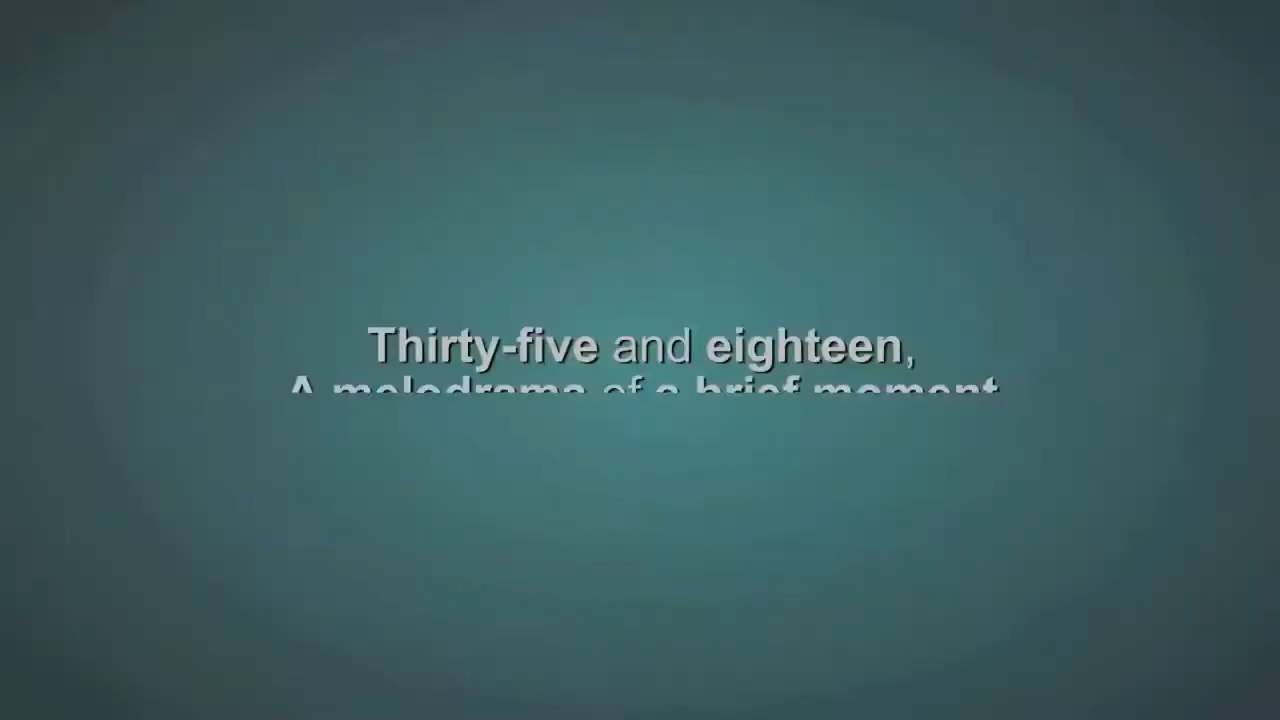 Thirty-five and eighteen,
A melodrama of a brief moment